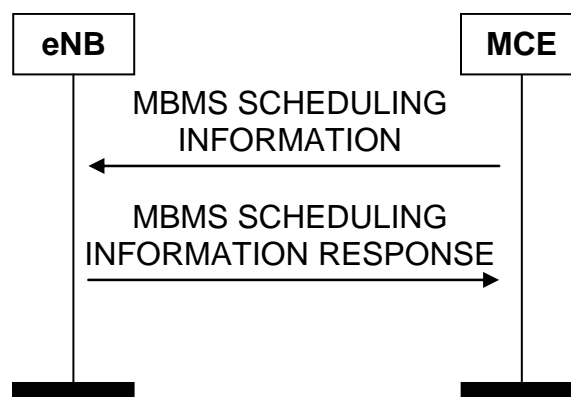 eNB
MCE
MBMS SCHEDULING
INFORMATION
MBMS SCHEDULING
INFORMATION RESPONSE